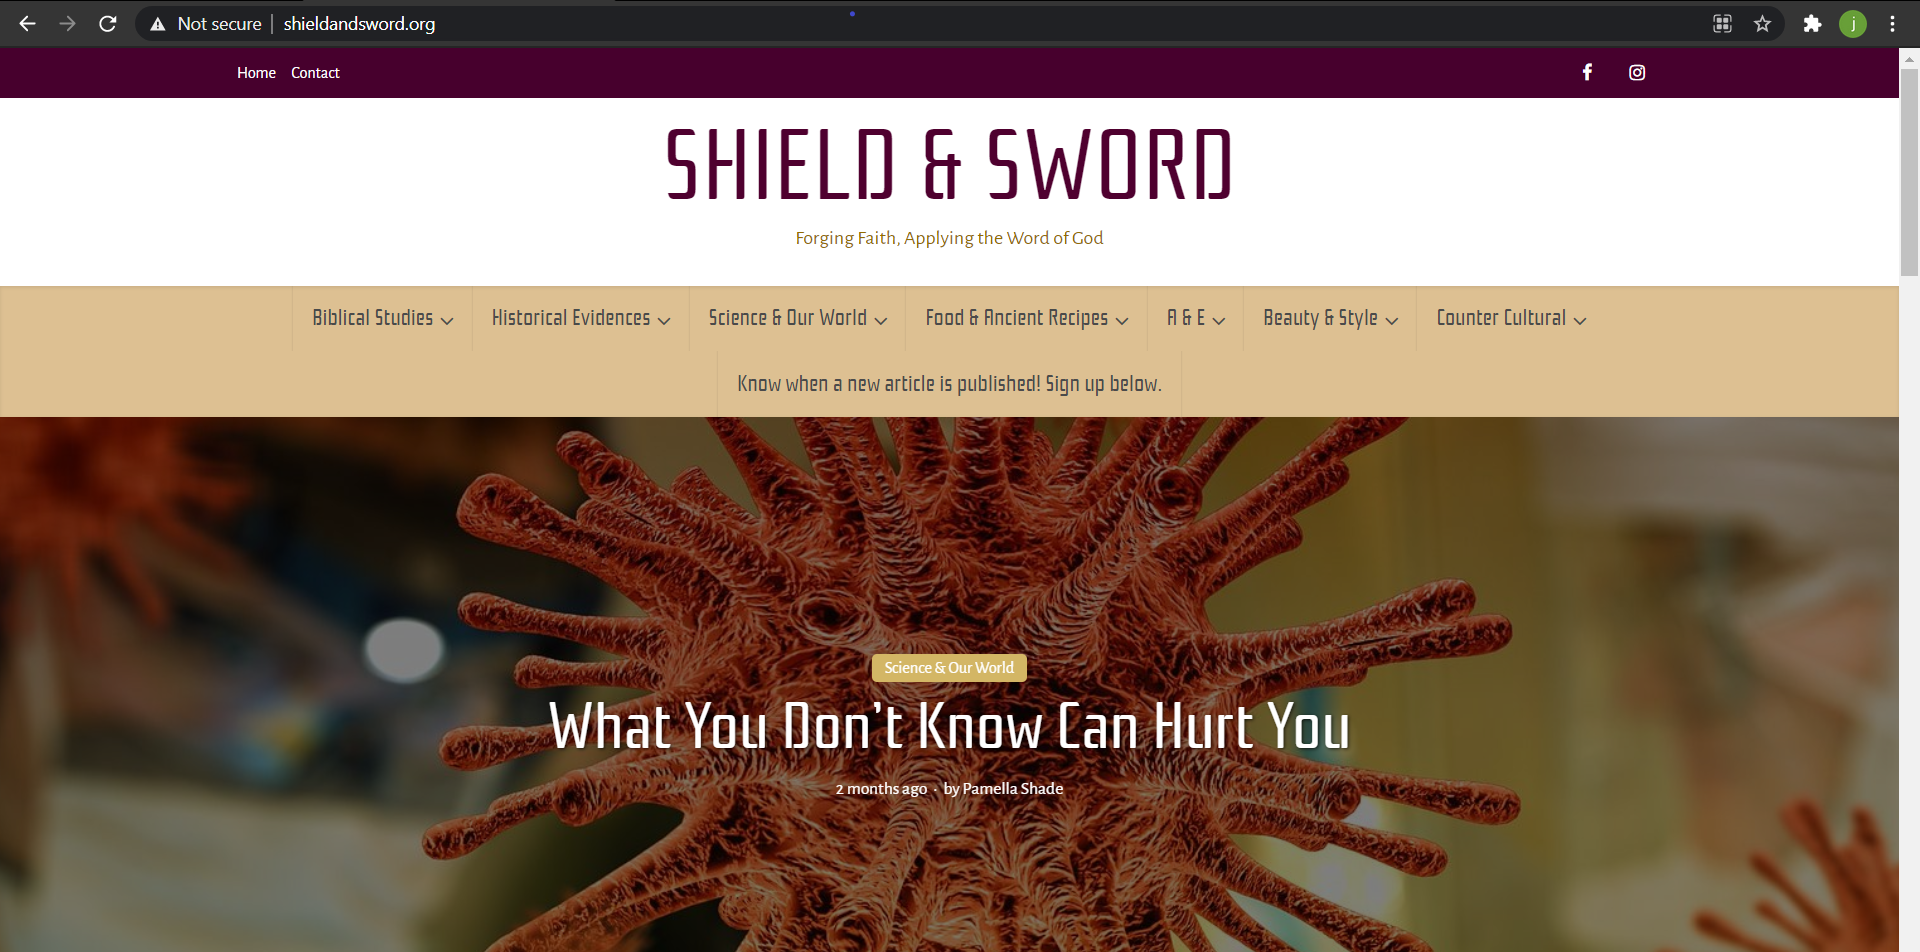 Not secure | shieldandsword.org
j
Home Contact
SHIELD & SWORD
Forging Faith, Applying the Word of God
Biblical Studies Historical Evidences Science & Our World Food & Ancient Recipes A & E Beauty & Style Counter Cultural
Know when a new article is published! Sign up below.
Science & Our World
What You Don't Know Can Hurt You
2 months ago · by Pamella Shade